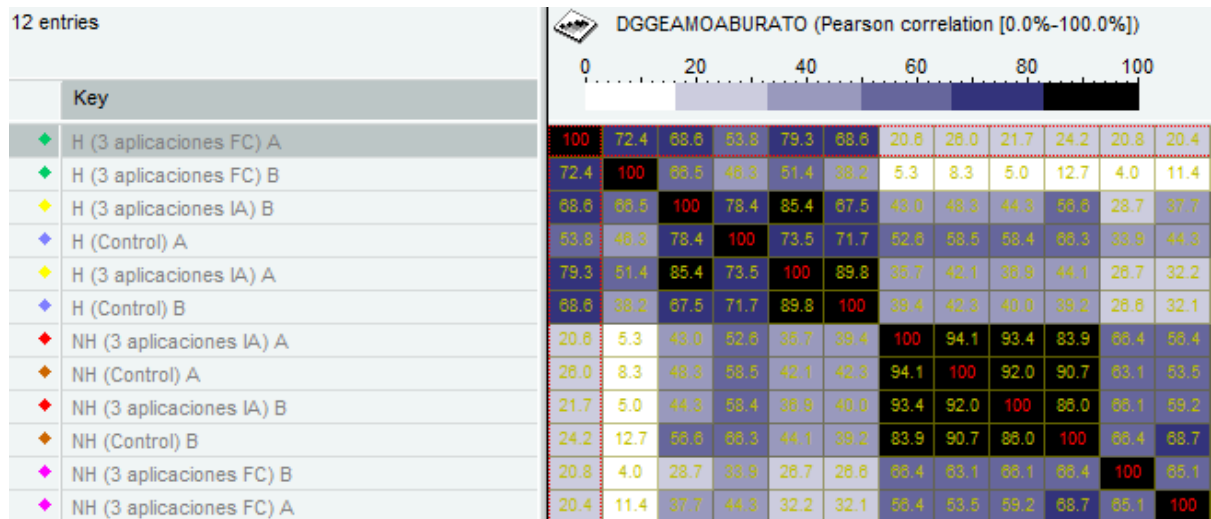 12 entries
DGGEAMOABURATO (Pearson correlation [0.0%-100.0%])
0 20 40 60 80 100
Key
H (3 aplicaciones FC) A 100 72.4 68.6 53.8 79.3 68.6 20.6 26.0 21.7 24.2 20.8 20.4
H (3 aplicaciones FC) B 72.4 100 66.5 46.3 51.4 38.2 5.3 8.3 5.0 12.7 4.0 11.4
H (3 aplicaciones IA) B 68.6 66.5 100 78.4 85.4 67.5 43.0 48.3 44.3 56.6 28.7 37.7
H (Control) A 53.8 46.3 78.4 100 73.5 71.7 52.6 58.5 58.4 66.3 33.9 44.3
H (3 aplicaciones IA) A 79.3 51.4 85.4 73.5 100 89.8 35.7 42.1 36.9 44.1 26.7 32.2
H (Control) B 68.6 38.2 67.5 71.7 89.8 100 39.4 42.3 40.0 39.2 26.6 32.1
NH (3 aplicaciones IA) A 20.6 5.3 43.0 52.6 35.7 39.4 100 94.1 93.4 83.9 66.4 56.4
NH (Control) A 26.0 8.3 48.3 58.5 42.1 42.3 94.1 100 92.0 90.7 63.1 53.5
NH (3 aplicaciones IA) B 21.7 5.0 44.3 58.4 36.9 40.0 93.4 92.0 100 86.0 66.1 59.2
NH (Control) B 24.2 12.7 56.6 66.3 44.1 39.2 83.9 90.7 86.0 100 66.4 68.7
NH (3 aplicaciones FC) B 20.8 4.0 28.7 33.9 26.7 26.6 66.4 63.1 66.1 66.4 100 65.1
NH (3 aplicaciones FC) A 20.4 11.4 37.7 44.3 32.2 32.1 56.4 53.5 59.2 68.7 65.1 100